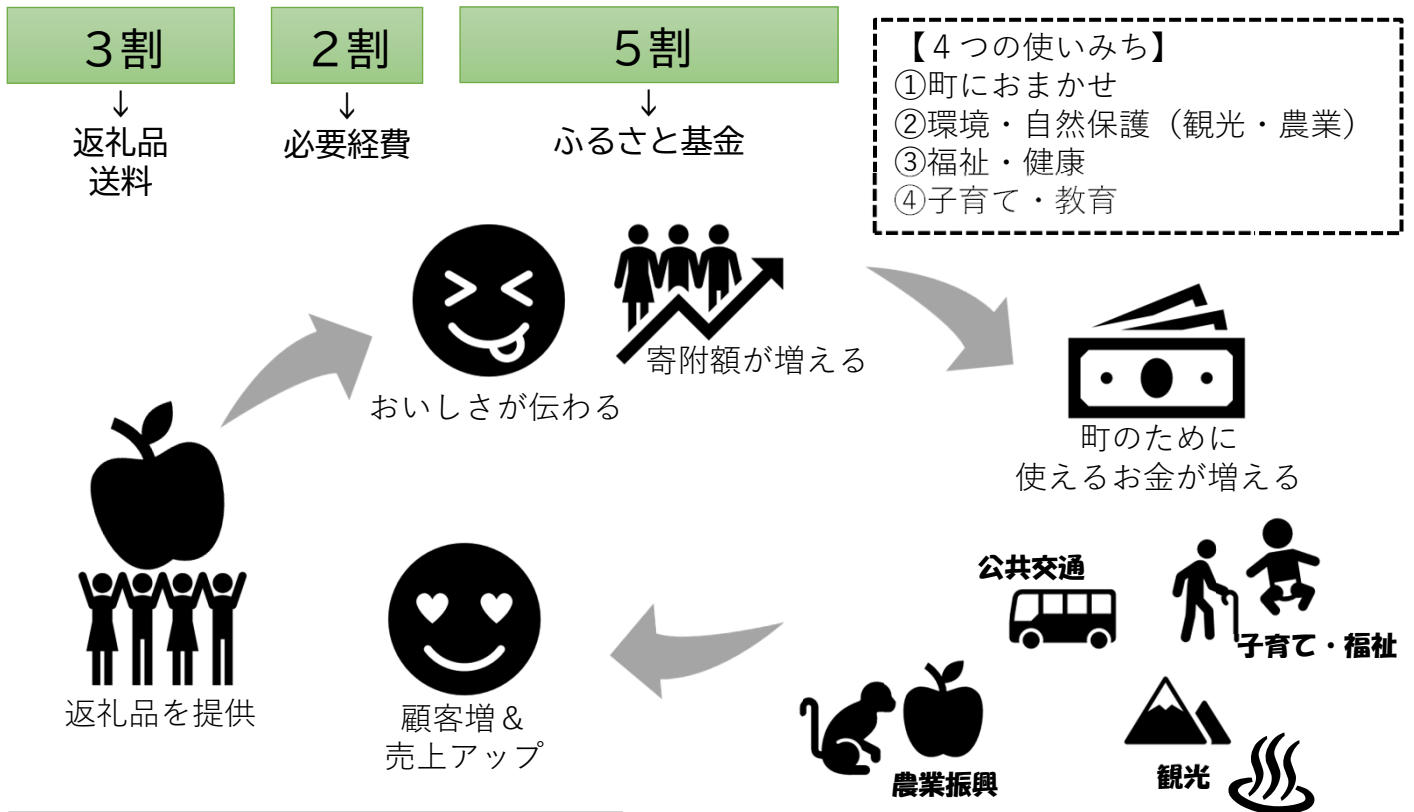 ３割
２割
５割
↓
↓
↓
返礼品
送料
必要経費
ふるさと基金
【４つの使いみち】
①町におまかせ
②環境・自然保護（観光・農業）
③福祉・健康
④子育て・教育
おいしさが伝わる
寄附額が増える
町のために
使えるお金が増える
公共交通
子育て・福祉
農業振興
観光
顧客増＆
売上アップ
返礼品を提供